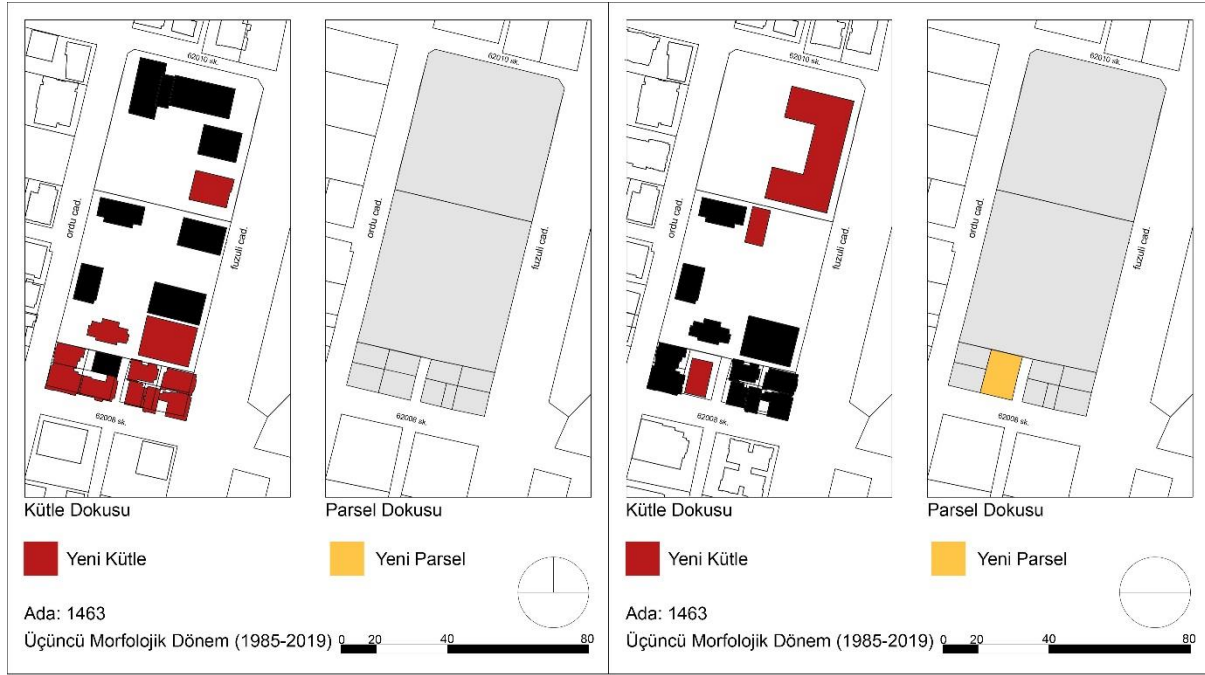 62010 sk.
ordu cad.
fuzuli cad.
62008 sk.
Kütle Dokusu
Yeni Kütle
62010 sk.
ordu cad.
fuzuli cad.
62008 sk.
Parsel Dokusu
Yeni Parsel
Ada: 1463
Üçüncü Morfolojik Dönem (1985-2019)
0 20 80
62010 sk.
ordu cad.
fuzuli cad.
62008 sk.
Kütle Dokusu
Yeni Kütle
62010 sk.
ordu cad.
fuzuli cad.
62008 sk.
Parsel Dokusu
Yeni Parsel
Ada: 1463
Üçüncü Morfolojik Dönem (1985-2019)
0 20 80